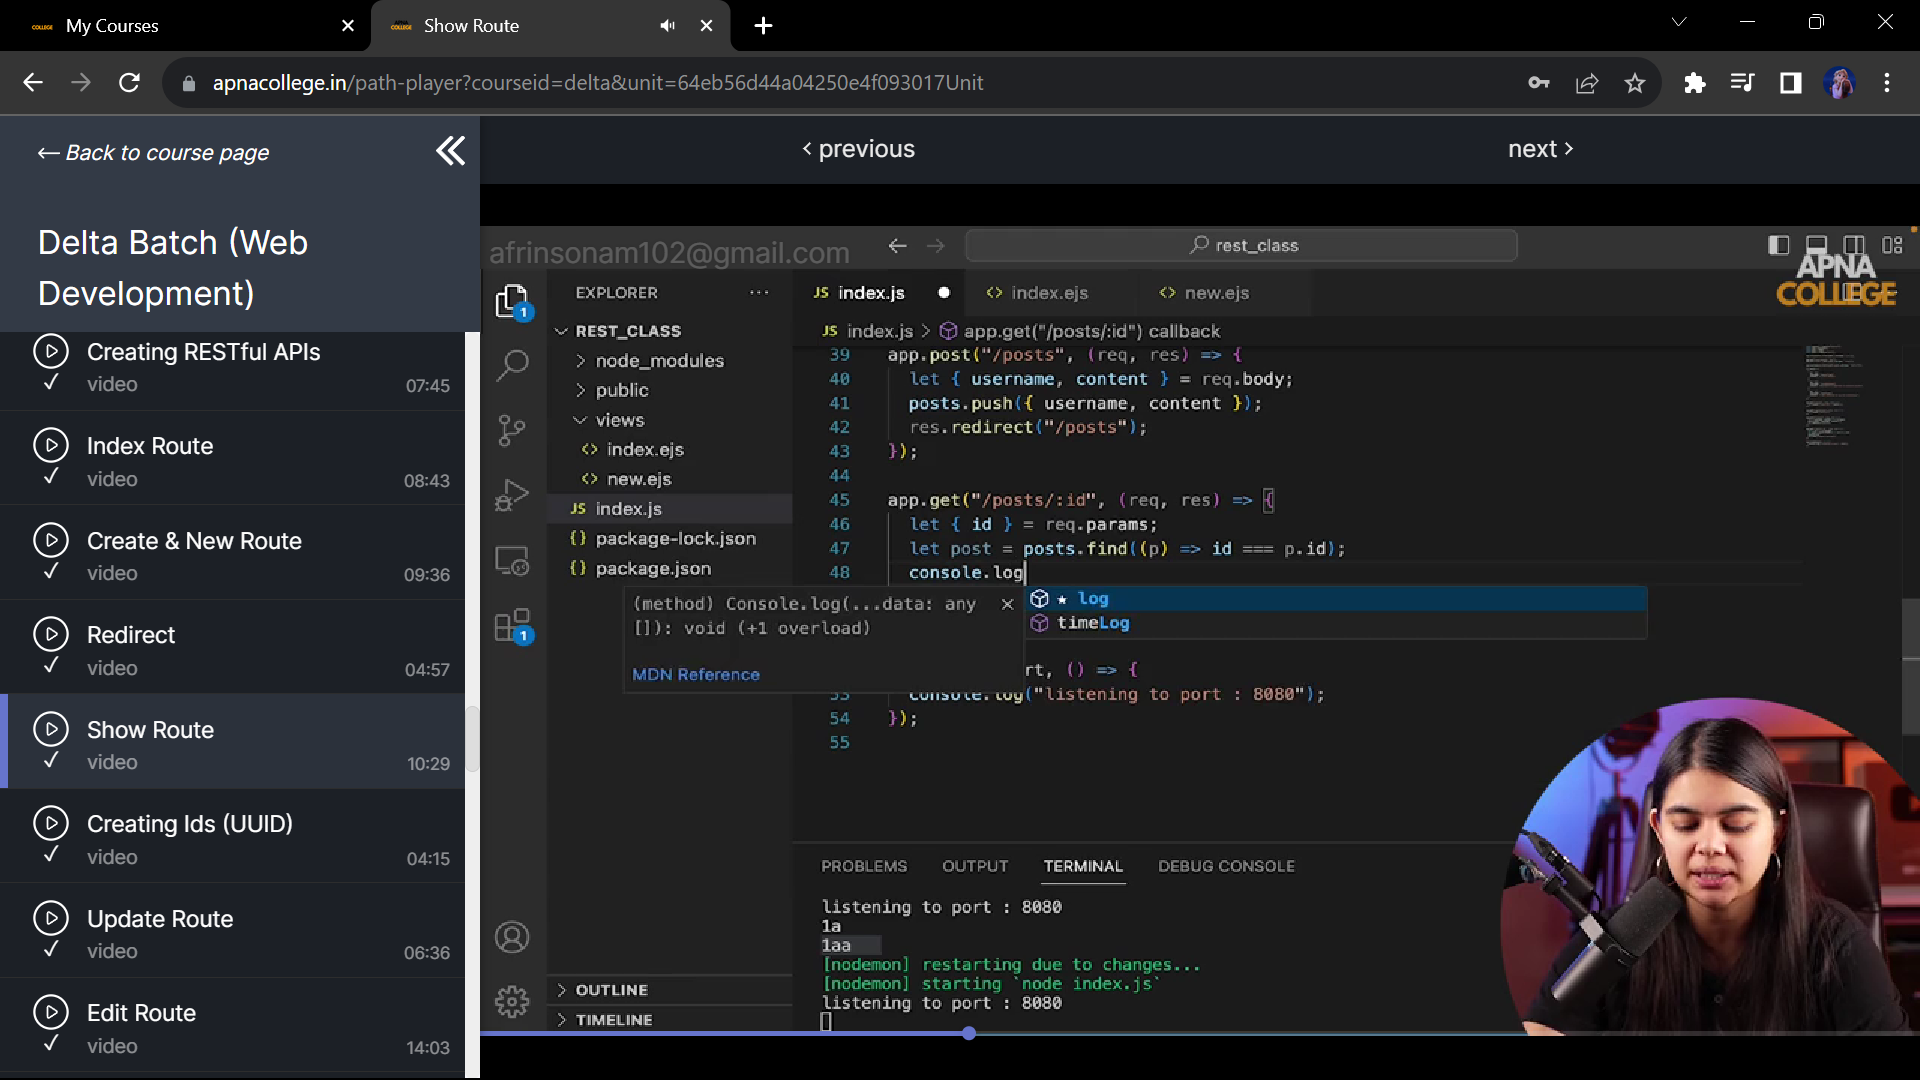 My Courses
Show Route
apnacollege.in/path-player?courseid=delta&unit=64eb56d44a04250e4f093017Unit
← Back to course page
‹ previous
next ›
Delta Batch (Web
Development)
Creating RESTful APIs
video 07:45
Index Route
video 08:43
Create & New Route
video 09:36
Redirect
video 04:57
Show Route
video 10:29
Creating Ids (UUID)
video 04:15
Update Route
video 06:36
Edit Route
video 14:03
afrinsonam102@gmail.com
rest_class
APNA
COLLEGE
EXPLORER ...
REST_CLASS
node_modules
public
views
<> index.ejs
<> new.ejs
JS index.js
{} package-lock.json
{} package.json
OUTLINE
TIMELINE
1
1
JS index.js
<> index.ejs
<> new.ejs
JS index.js > app.get("/posts/:id") callback
39 app.post("/posts", (req, res) => {
40 let { username, content } = req.body;
41 posts.push({ username, content });
42 res.redirect("/posts");
43 });
44
45 app.get("/posts/:id", (req, res) => {
46 let { id } = req.params;
47 let post = posts.find((p) => id === p.id);
48 console.log
log
timeLog
(method) Console.log(...data: any
[]): void (+1 overload)
MDN Reference
rt, () => {
53 console.log("listening to port : 8080");
54 });
55
PROBLEMS OUTPUT TERMINAL DEBUG CONSOLE
listening to port : 8080
1a
1aa
[nodemon] restarting due to changes...
[nodemon] starting `node index.js`
listening to port : 8080